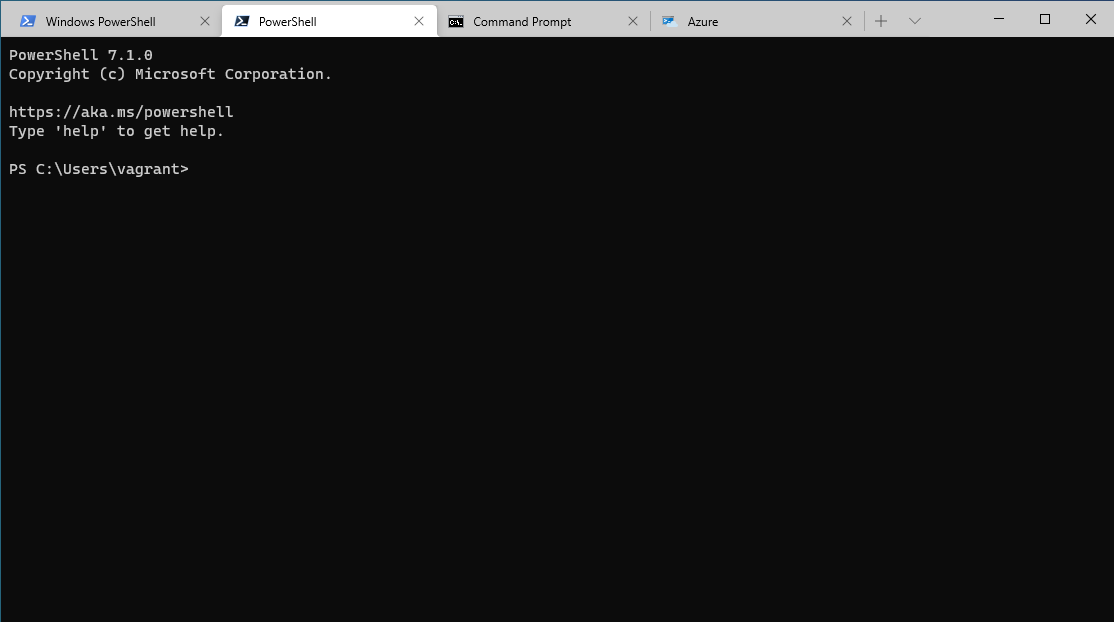 Windows PowerShell
PowerShell
Command Prompt
Azure
PowerShell 7.1.0
Copyright (c) Microsoft Corporation.
https://aka.ms/powershell
Type 'help' to get help.
PS C:\Users\vagrant>